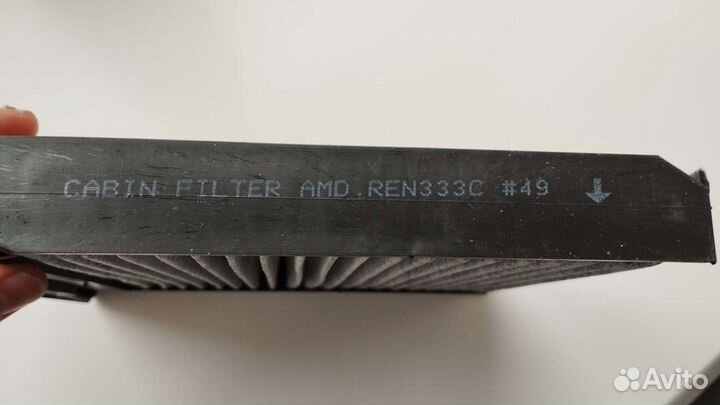 CABIN FILTER AMD.REN333C #49 ↓
Avito